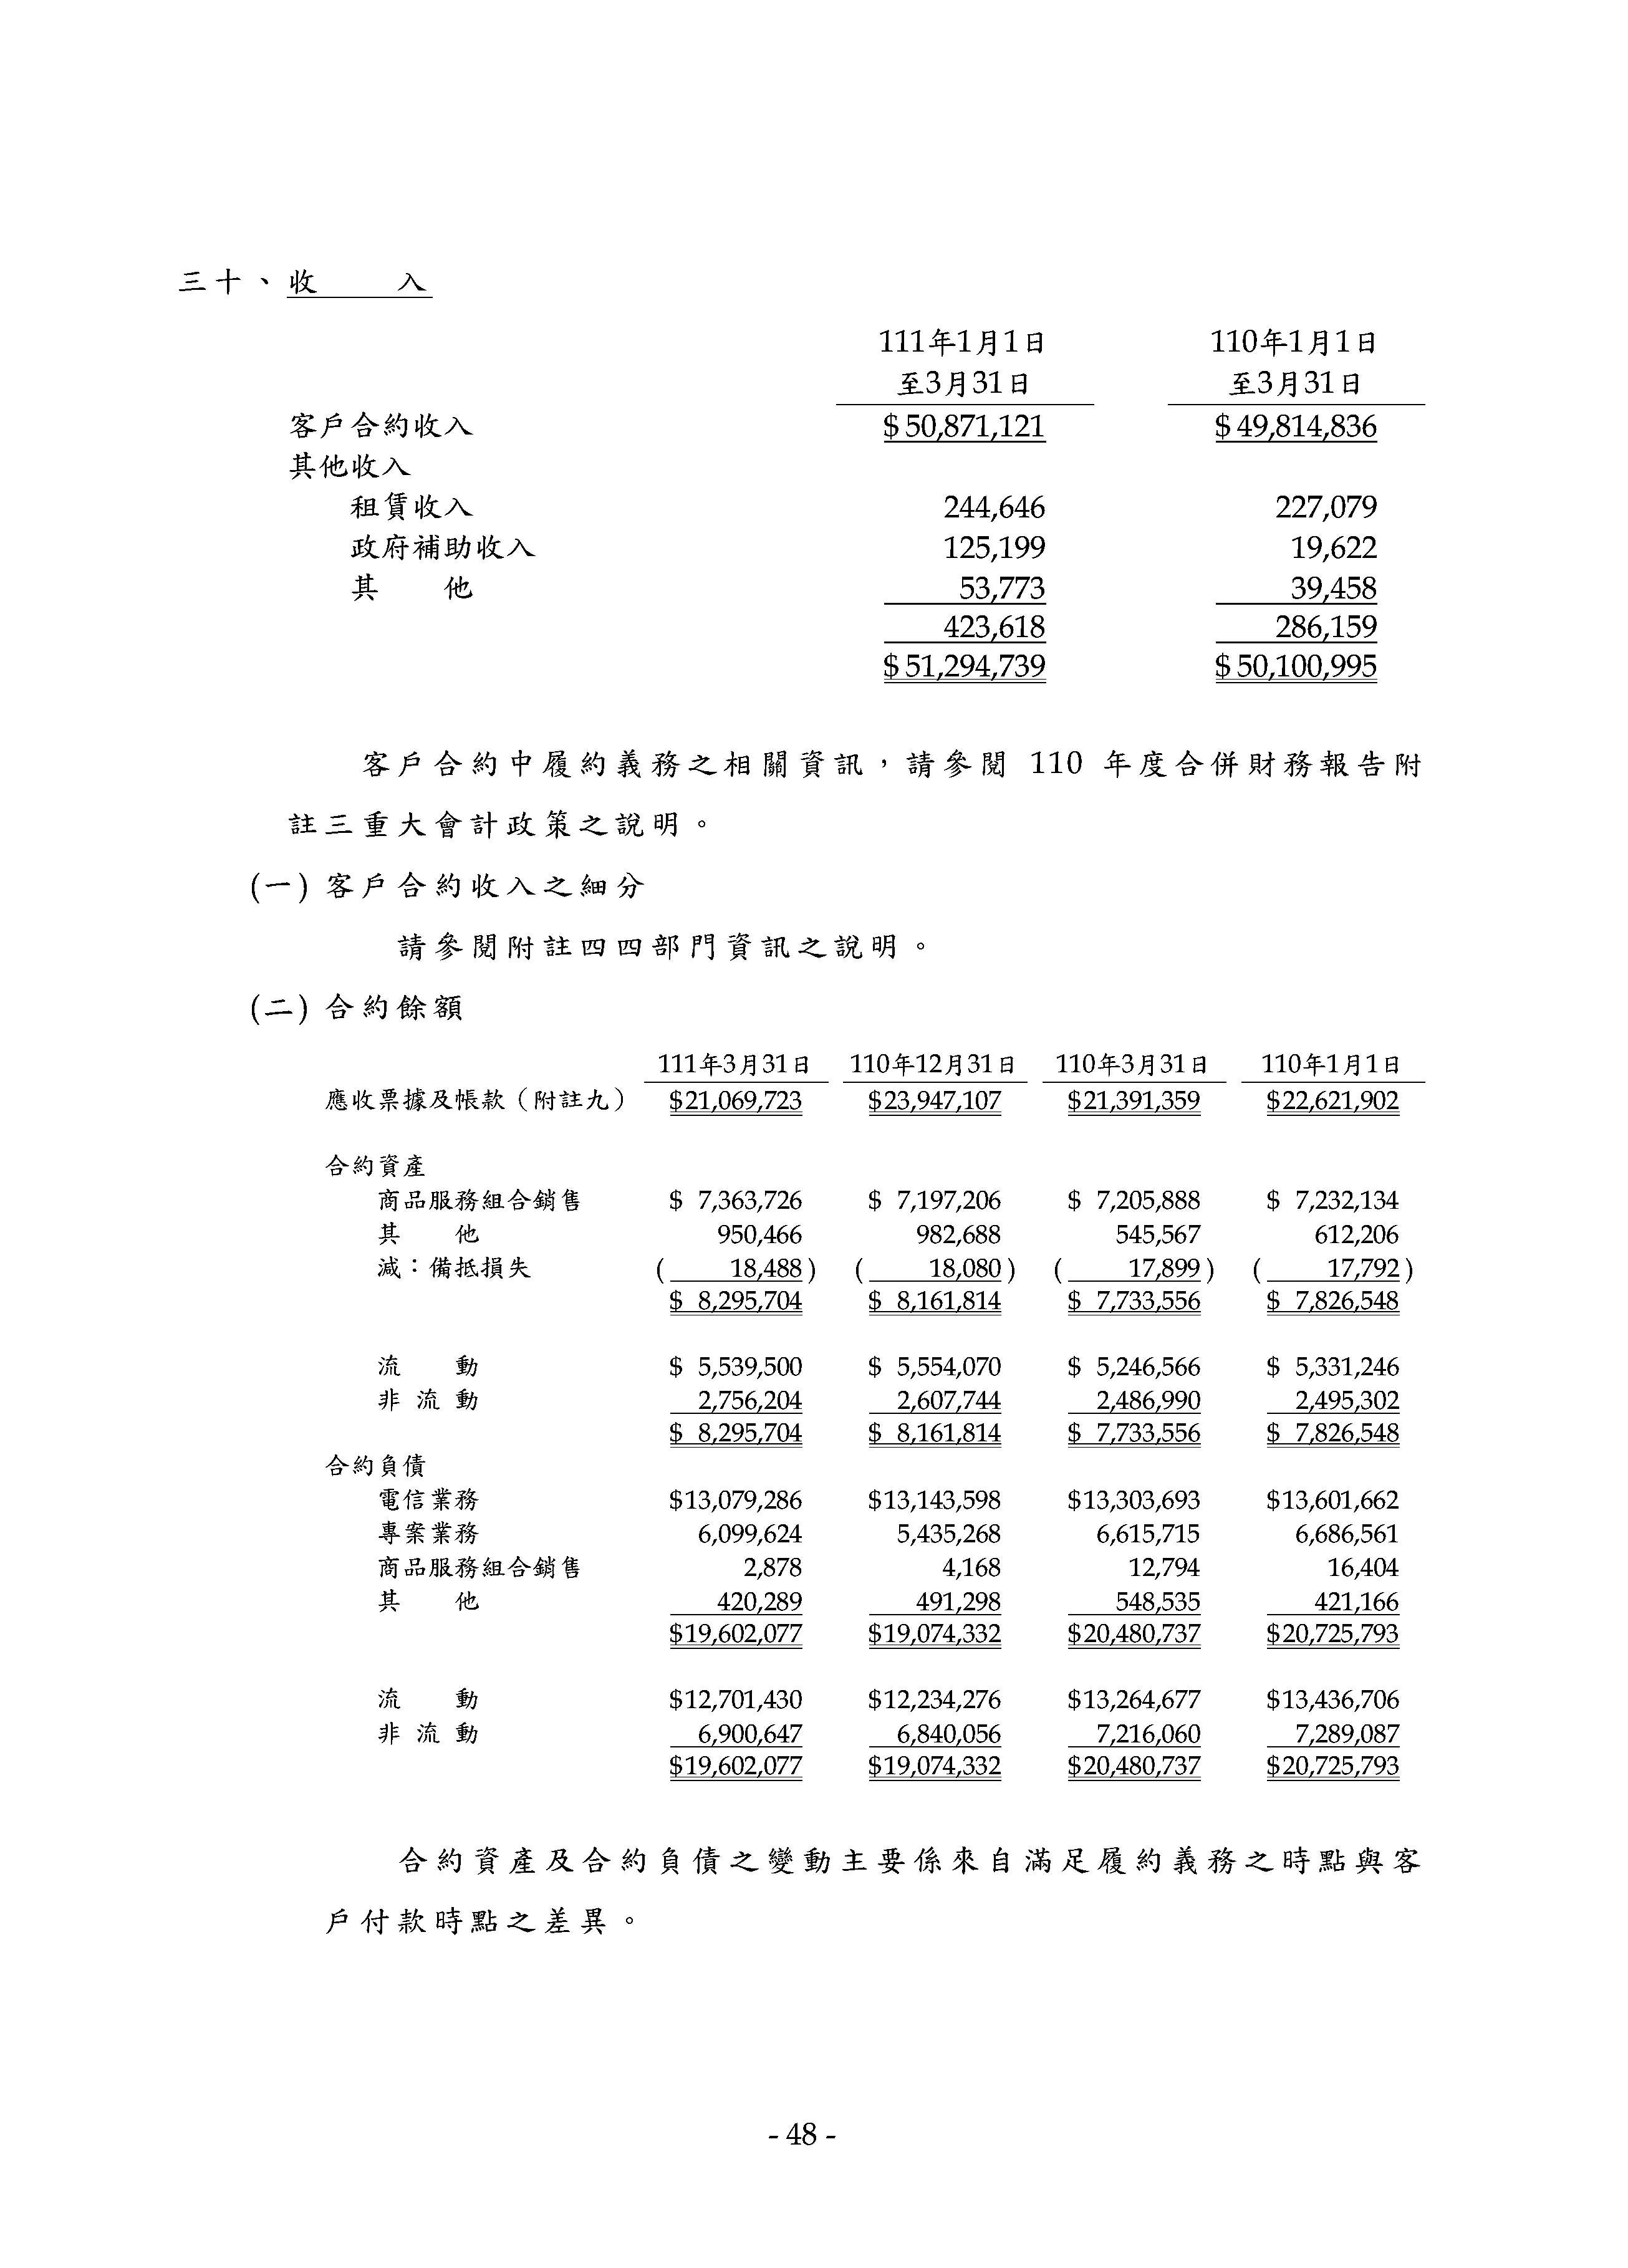 三十、收　　入
111年1月1日　110年1月1日
至3月31日　至3月31日
客戶合約收入　$ 50,871,121　$ 49,814,836
其他收入
租賃收入　244,646　227,079
政府補助收入　125,199　19,622
其　　他　53,773　39,458
423,618　286,159
$ 51,294,739　$ 50,100,995
客戶合約中履約義務之相關資訊，請參閱 110 年度合併財務報告附
註三重大會計政策之說明。
(一) 客戶合約收入之細分
請參閱附註四四部門資訊之說明。
(二) 合約餘額
111年3月31日　110年12月31日　110年3月31日　110年1月1日
應收票據及帳款（附註九）　$21,069,723　$23,947,107　$21,391,359　$22,621,902
合約資產
商品服務組合銷售　$ 7,363,726　$ 7,197,206　$ 7,205,888　$ 7,232,134
其　　他　950,466　982,688　545,567　612,206
減：備抵損失　( 18,488 )　( 18,080 )　( 17,899 )　( 17,792 )
$ 8,295,704　$ 8,161,814　$ 7,733,556　$ 7,826,548
流　　動　$ 5,539,500　$ 5,554,070　$ 5,246,566　$ 5,331,246
非 流 動　2,756,204　2,607,744　2,486,990　2,495,302
$ 8,295,704　$ 8,161,814　$ 7,733,556　$ 7,826,548
合約負債
電信業務　$13,079,286　$13,143,598　$13,303,693　$13,601,662
專案業務　6,099,624　5,435,268　6,615,715　6,686,561
商品服務組合銷售　2,878　4,168　12,794　16,404
其　　他　420,289　491,298　548,535　421,166
$19,602,077　$19,074,332　$20,480,737　$20,725,793
流　　動　$12,701,430　$12,234,276　$13,264,677　$13,436,706
非 流 動　6,900,647　6,840,056　7,216,060　7,289,087
$19,602,077　$19,074,332　$20,480,737　$20,725,793
合約資產及合約負債之變動主要係來自滿足履約義務之時點與客
戶付款時點之差異。
- 48 -